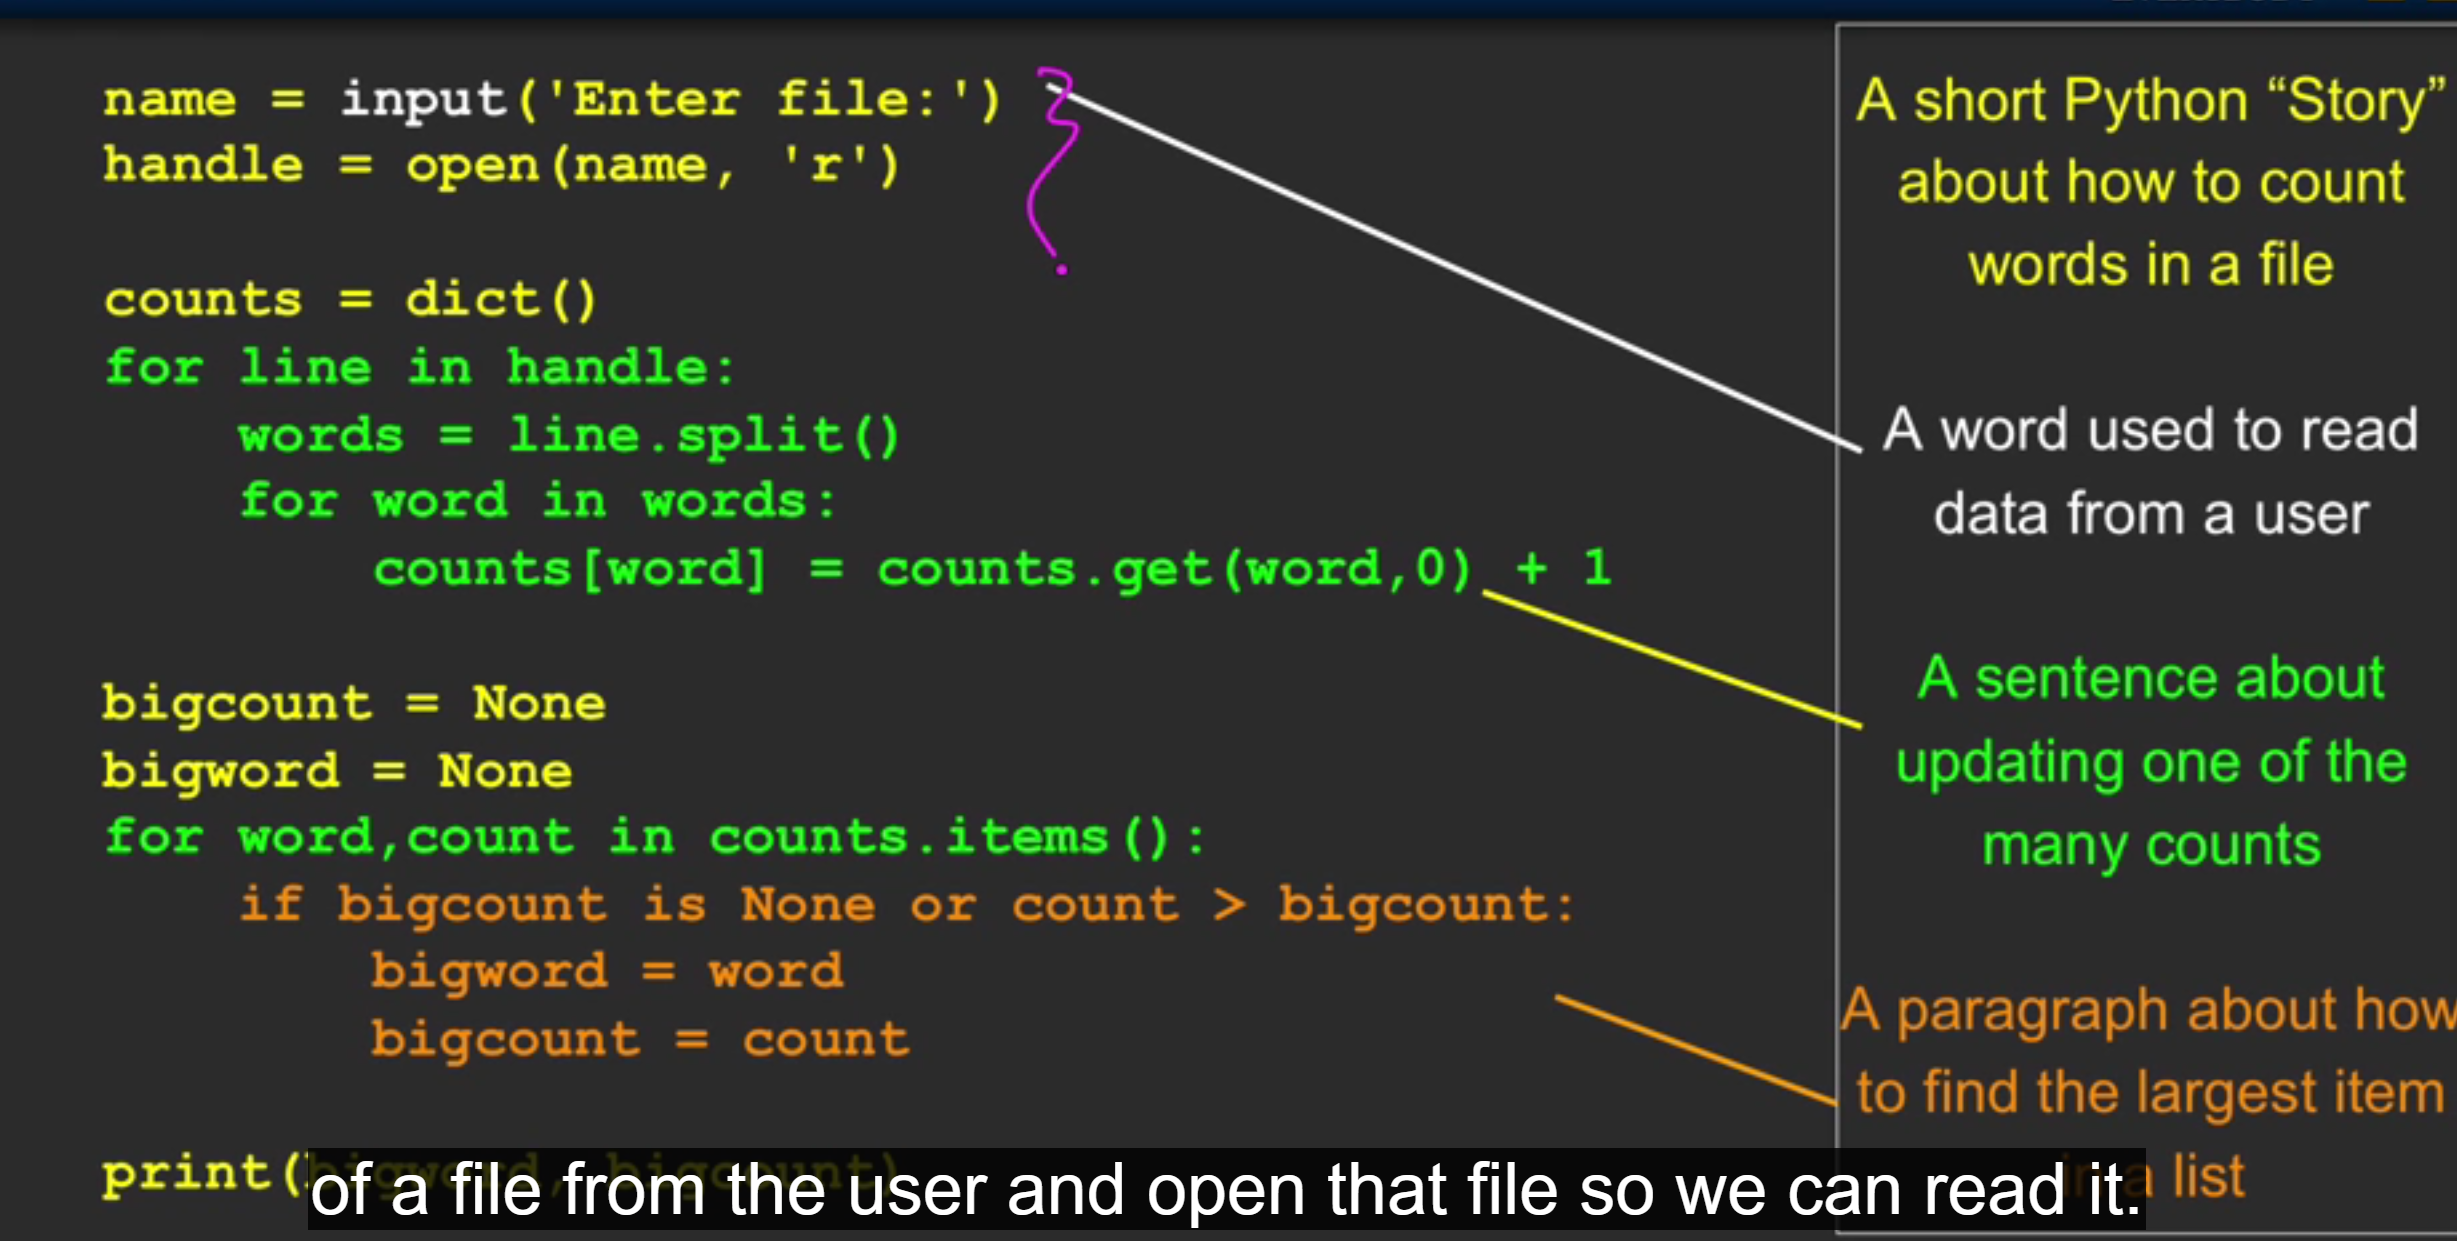 name = input('Enter file:')
handle = open(name, 'r')
counts = dict()
for line in handle:
words = line.split()
for word in words:
counts[word] = counts.get(word,0) + 1
bigcount = None
bigword = None
for word,count in counts.items():
if bigcount is None or count > bigcount:
bigword = word
bigcount = count
print(bigword, bigcount)
A short Python “Story”
about how to count
words in a file
A word used to read
data from a user
A sentence about
updating one of the
many counts
A paragraph about how
to find the largest item
in a list
of a file from the user and open that file so we can read it.